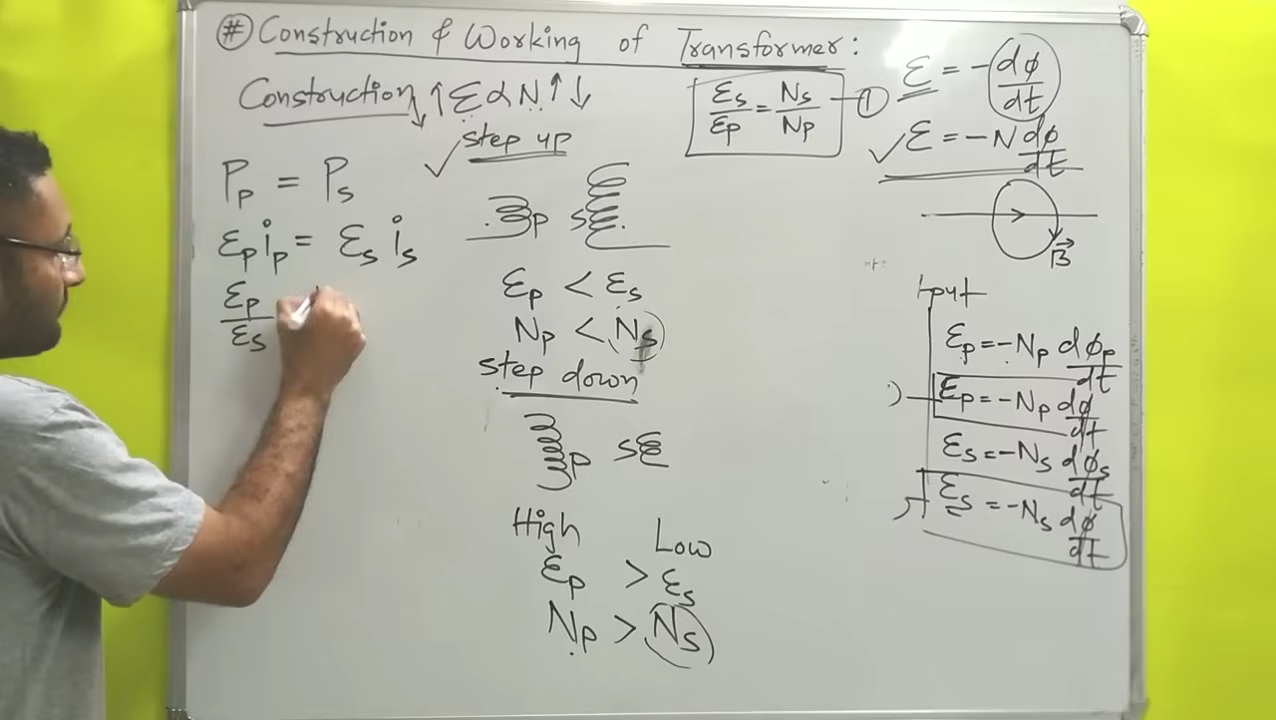 # Construction & Working of Transformer:
Construction ↓ ↑ε∝N↑↓
step up
εs/εp = Ns/Np — ①
ε = -dϕ/dt
✓ε = -N dϕ/dt
Pp = Ps
εp ip = εs is
εp/εs
p s
εp < εs
Np < Ns
step down
p s
High Low
εp > εs
Np > Ns
B⃗
εp = -Np dϕp/dt
εp = -Np dϕ/dt
εs = -Ns dϕs/dt
εs = -Ns dϕ/dt